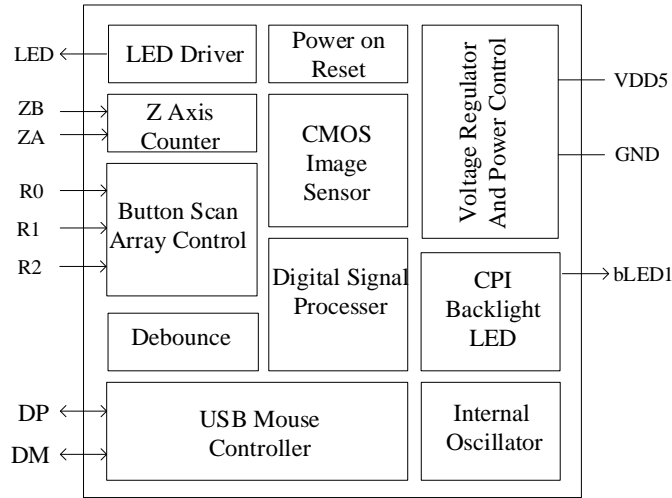 LED
LED Driver
Power on
Reset
Voltage Regulator
And Power Control
VDD5
ZB
ZA
Z Axis
Counter
CMOS
Image
Sensor
GND
R0
R1
R2
Button Scan
Array Control
Digital Signal
Processer
CPI
Backlight
LED
bLED1
Debounce
DP
DM
USB Mouse
Controller
Internal
Oscillator